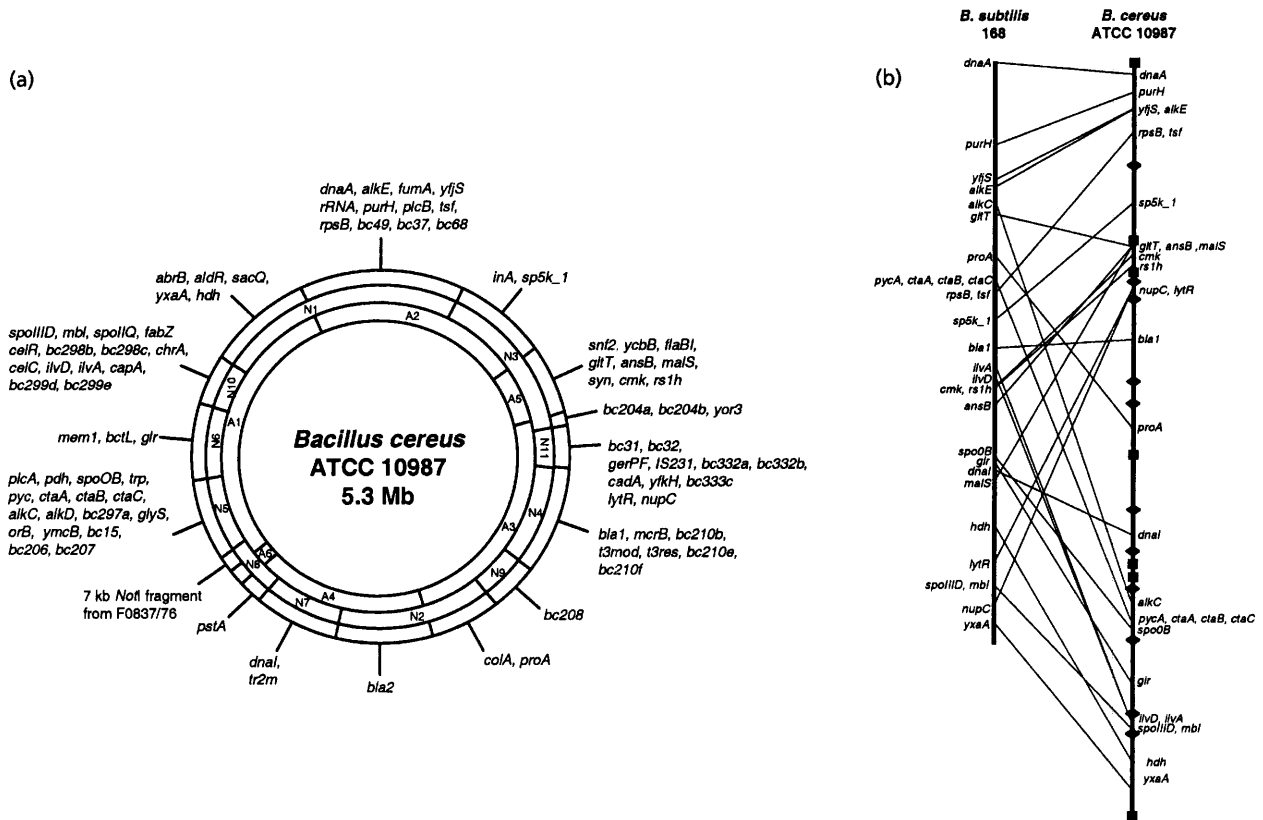 (a)
dnaA, alkE, fumA, yfjS
rRNA, purH, plcB, tsf,
rpsB, bc49, bc37, bc68
inA, sp5k_1
snf2, ycbB, flaBI,
gltT, ansB, malS,
syn, cmk, rs1h
bc204a, bc204b, yor3
bc31, bc32,
gerPF, IS231, bc332a, bc332b,
cadA, yfkH, bc333c
lytR, nupC
bla1, mcrB, bc210b,
t3mod, t3res, bc210e,
bc210f
bc208
colA, proA
bla2
dnaI,
tr2m
pstA
7 kb NotI fragment
from F0837/76
plcA, pdh, spoOB, trp,
pyc, ctaA, ctaB, ctaC,
alkC, alkD, bc297a, glyS,
orB, ymcB, bc15,
bc206, bc207
mem1, bctL, glr
spoIIID, mbl, spoIIQ, fabZ
celR, bc298b, bc298c, chrA,
celC, ilvD, ilvA, capA,
bc299d, bc299e
abrB, aldR, sacQ,
yxaA, hdh
N1
A2
N3
A5
N11
N4
A3
N9
N2
A4
N7
N8
A6
N5
N6
A1
N10
Bacillus cereus
ATCC 10987
5.3 Mb
(b)
B. subtilis
168
dnaA
purH
yfjS
alkE
alkC
gltT
proA
pycA, ctaA, ctaB, ctaC
rpsB, tsf
sp5k_1
bla1
ilvA
ilvD
cmk, rs1h
ansB
spo0B
glr
dnaI
malS
hdh
lytR
spoIIID, mbl
nupC
yxaA
B. cereus
ATCC 10987
dnaA
purH
yfjS, alkE
rpsB, tsf
sp5k_1
gltT, ansB ,malS
cmk
rs1h
nupC, lytR
bla1
proA
dnaI
alkC
pycA, ctaA, ctaB, ctaC
spo0B
glr
ilvD, ilvA
spoIIID, mbl
hdh
yxaA